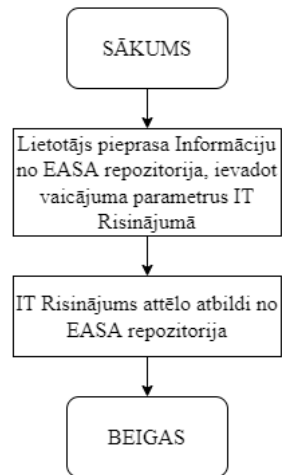 SĀKUMS
Lietotājs pieprasa Informāciju
no EASA repozitorija, ievadot
vaicājuma parametrus IT
Risinājumā
IT Risinājums attēlo atbildi no
EASA repozitorija
BEIGAS